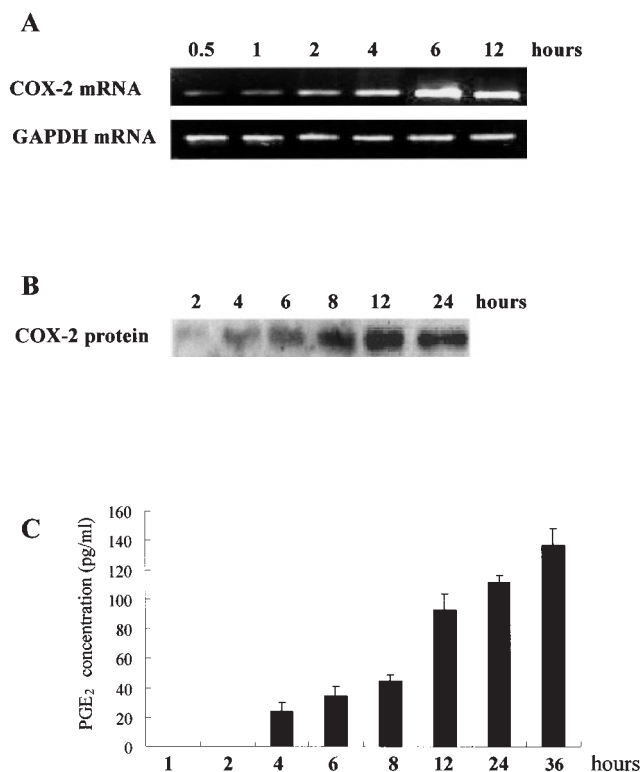 A
0.5 1 2 4 6 12 hours
COX-2 mRNA
GAPDH mRNA
B
2 4 6 8 12 24 hours
COX-2 protein
C
PGE2 concentration (pg/ml)
160
140
120
100
80
60
40
20
0
1 2 4 6 8 12 24 36 hours